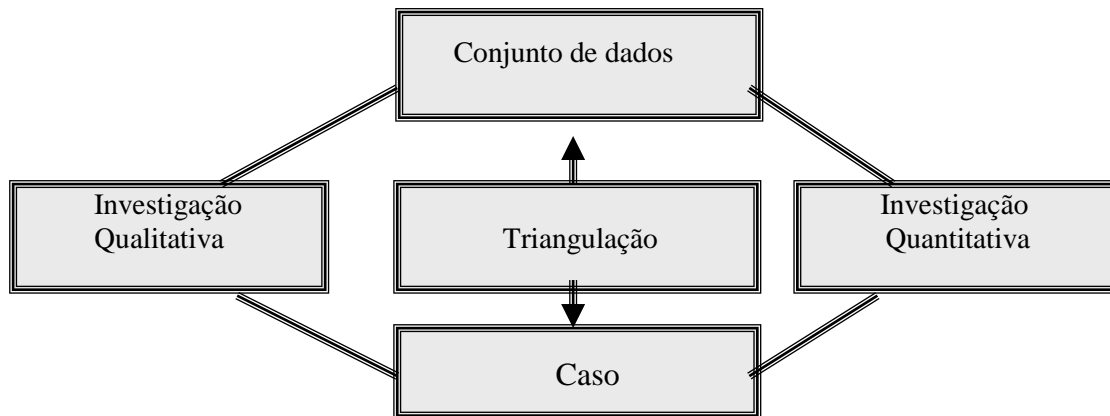 Conjunto de dados
Investigação
Qualitativa
Triangulação
Investigação
Quantitativa
Caso